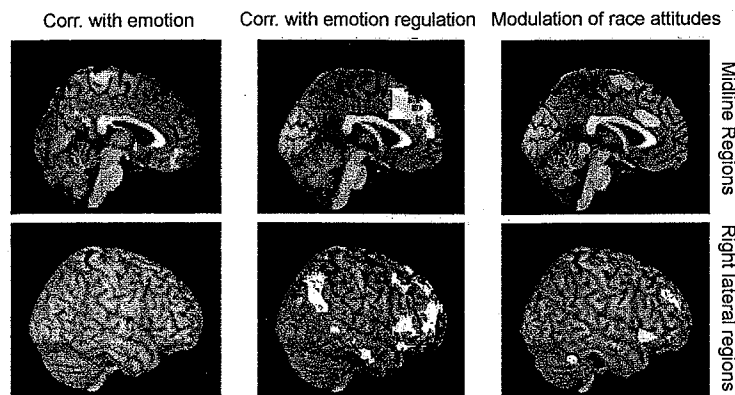 Corr. with emotion
Corr. with emotion regulation
Modulation of race attitudes
Midline Regions
Right lateral regions